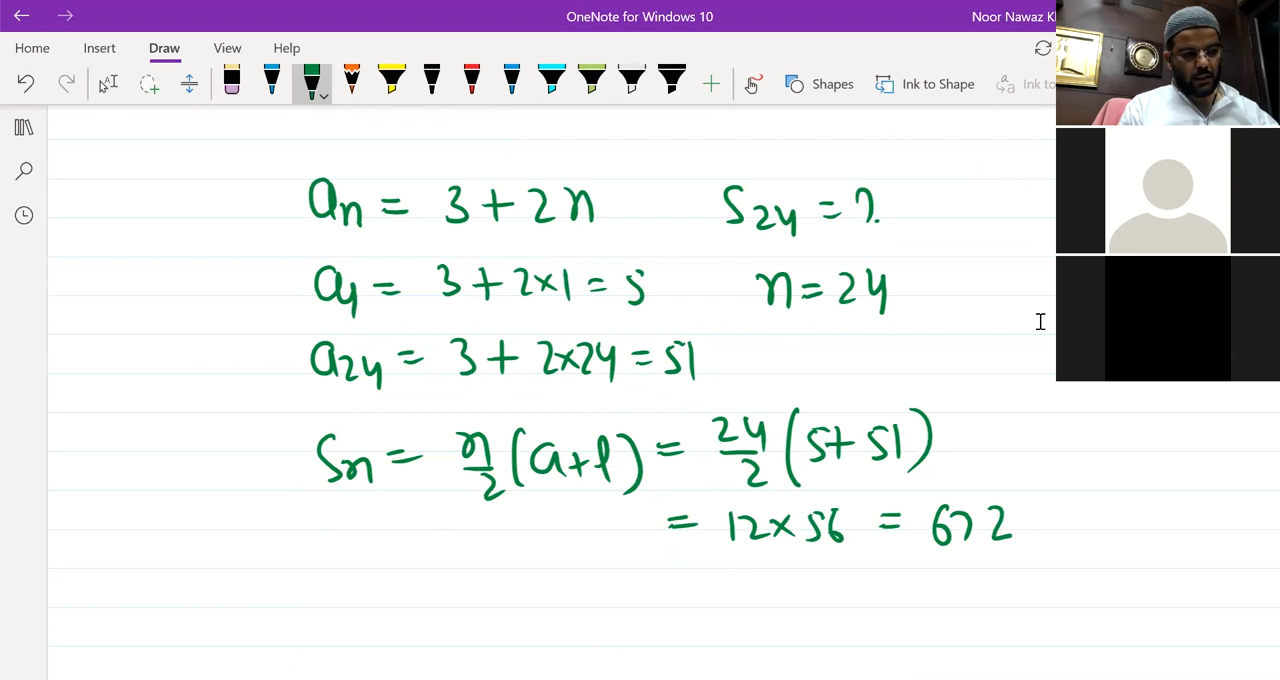 OneNote for Windows 10
Noor Nawaz K
Home Insert Draw View Help
Shapes Ink to Shape Ink to
an = 3 + 2n S24 = ?
a1 = 3 + 2×1 = 5 n = 24
a24 = 3 + 2×24 = 51
Sn = n/2 (a+l) = 24/2 (5+51)
= 12×56 = 672